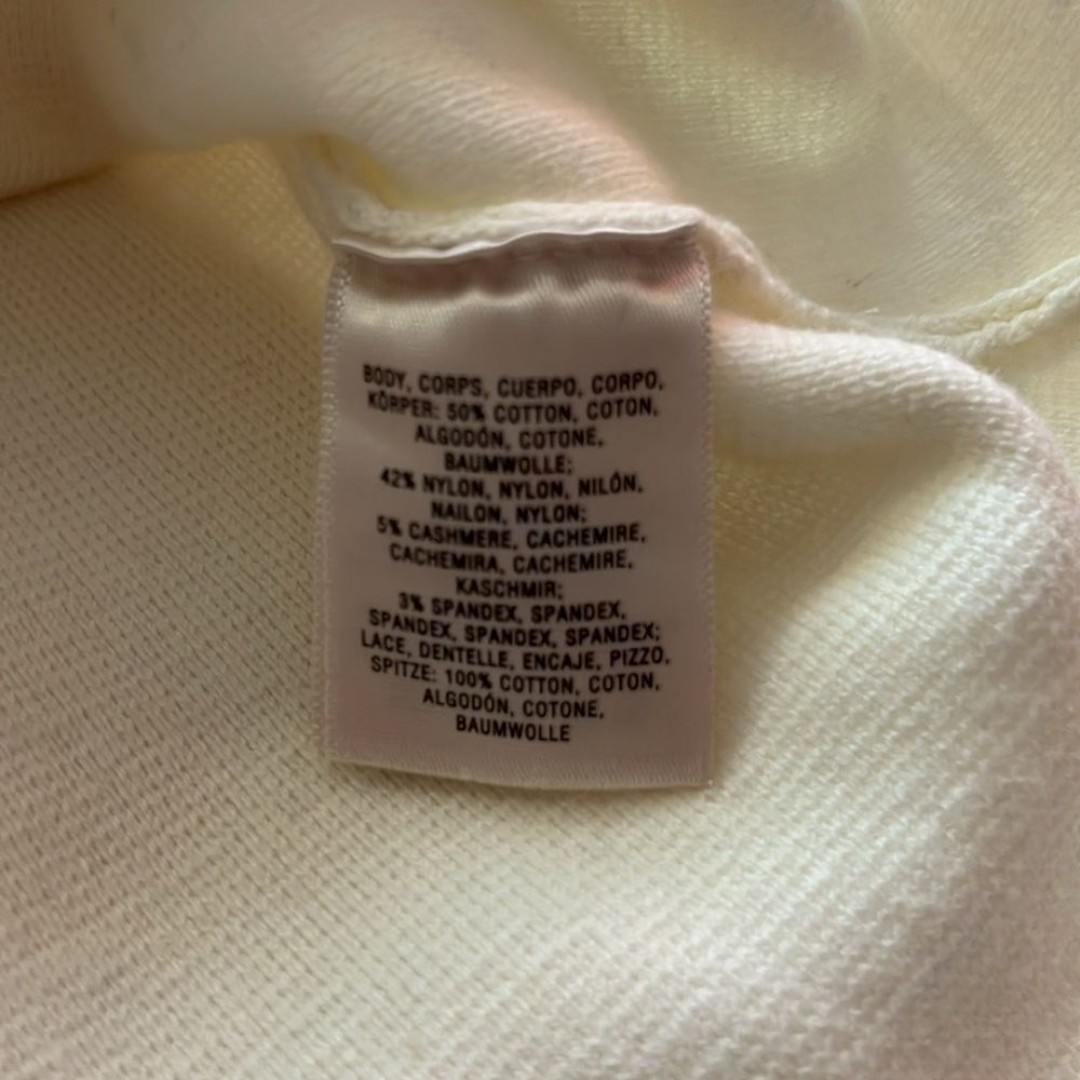 BODY, CORPS, CUERPO, CORPO,
KÖRPER: 50% COTTON, COTON,
ALGODÓN, COTONE,
BAUMWOLLE;
42% NYLON, NYLON, NILÓN,
NAILON, NYLON;
5% CASHMERE, CACHEMIRE,
CACHEMIRA, CACHEMIRE,
KASCHMIR;
3% SPANDEX, SPANDEX,
SPANDEX, SPANDEX, SPANDEX;
LACE, DENTELLE, ENCAJE, PIZZO,
SPITZE: 100% COTTON, COTON,
ALGODÓN, COTONE,
BAUMWOLLE